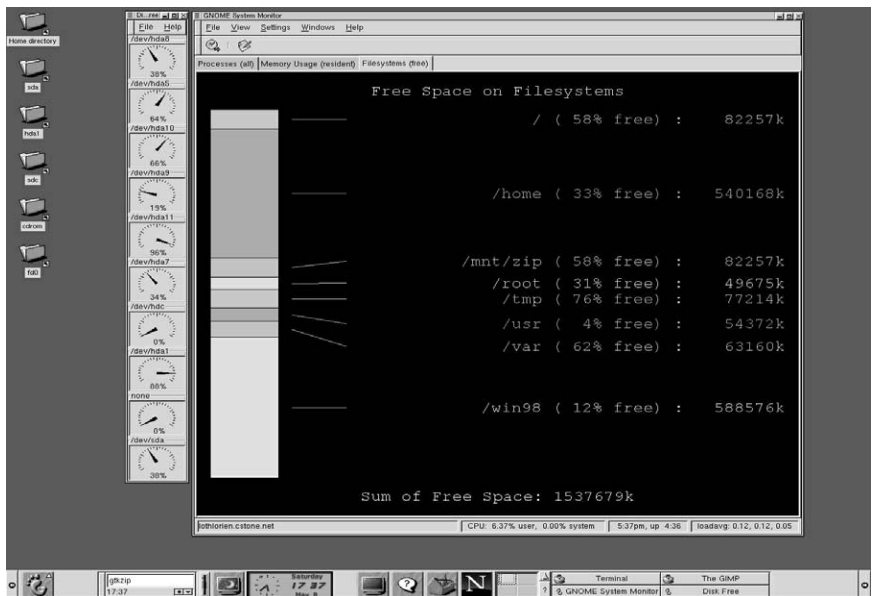 Home directory
sda
hda1
sdc
cdrom
fd0
Di...ree
File Help
/dev/hda8
38%
/dev/hda5
64%
/dev/hda10
66%
/dev/hda9
19%
/dev/hda11
96%
/dev/hda7
34%
/dev/hdc
0%
/dev/hda1
88%
none
0%
/dev/sda
38%
GNOME System Monitor
File View Settings Windows Help
Processes (all) Memory Usage (resident) Filesystems (free)
Free Space on Filesystems
/ ( 58% free) : 82257k
/home ( 33% free) : 540168k
/mnt/zip ( 58% free) : 82257k
/root ( 31% free) : 49675k
/tmp ( 76% free) : 77214k
/usr ( 4% free) : 54372k
/var ( 62% free) : 63160k
/win98 ( 12% free) : 588576k
Sum of Free Space: 1537679k
lothlorien.cstone.net CPU: 6.37% user, 0.00% system 5:37pm, up 4:36 loadavg: 0.12, 0.12, 0.05
gtkzip
17:37
Saturday
17 37
N
?
Terminal The GIMP
GNOME System Monitor Disk Free